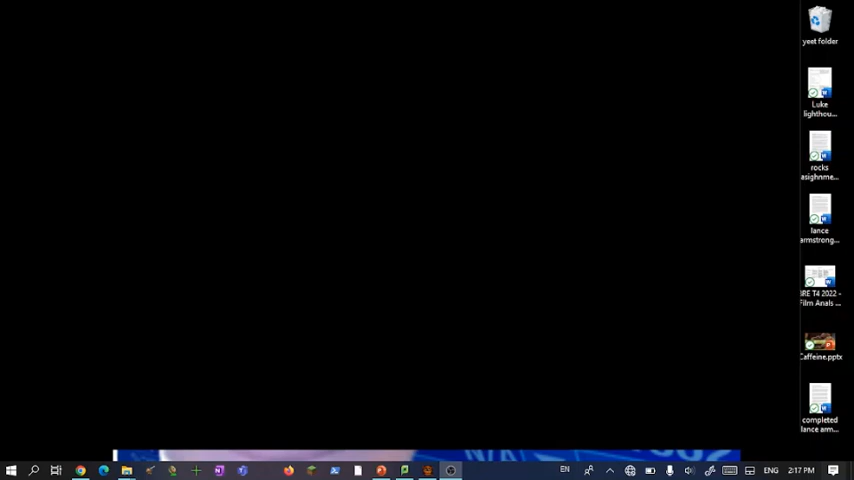 yeet folder
Luke
lighthou...
rocks
asighnme...
lance
armstrong...
BRE T4 2022 -
Film Anals ...
Caffeine.pptx
completed
lance arm...
EN
ENG
2:17 PM